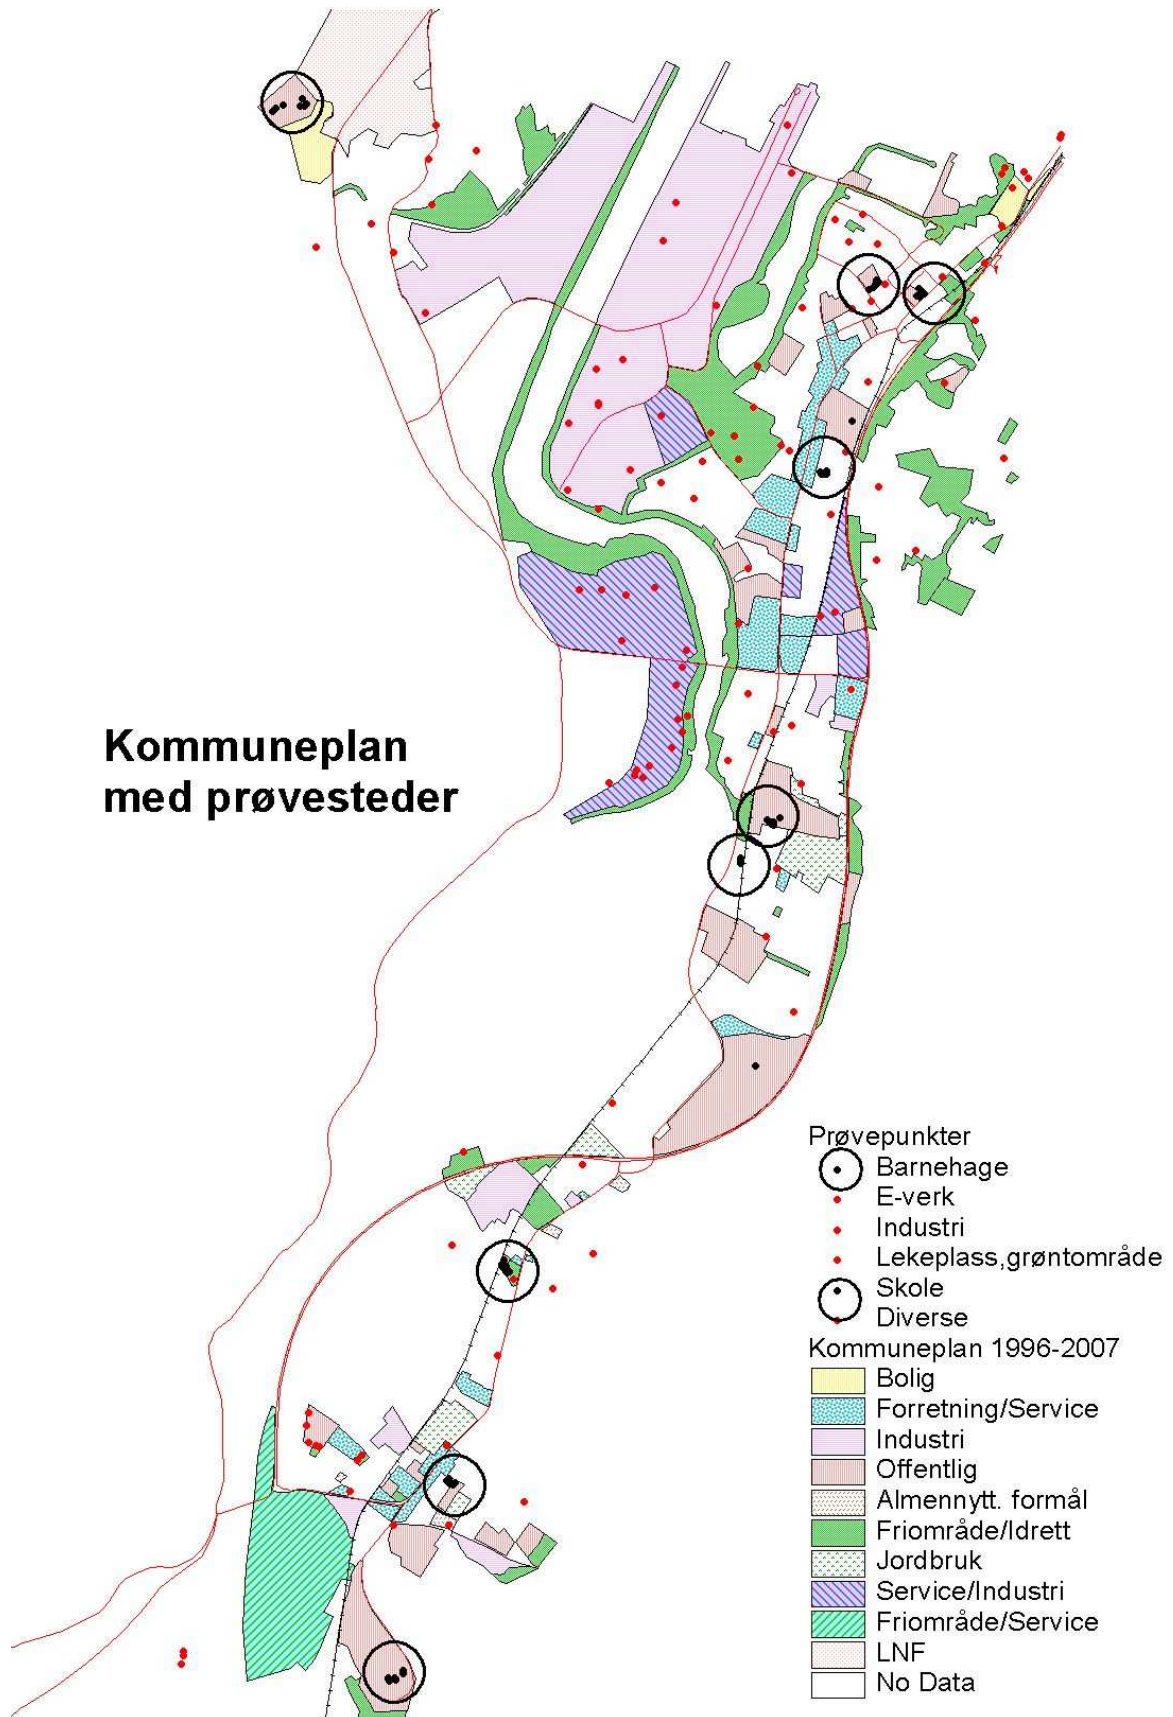 Kommuneplan
med prøvesteder
Prøvepunkter
Barnehage
E-verk
Industri
Lekeplass,grøntområde
Skole
Diverse
Kommuneplan 1996-2007
Bolig
Forretning/Service
Industri
Offentlig
Almennytt. formål
Friområde/Idrett
Jordbruk
Service/Industri
Friområde/Service
LNF
No Data